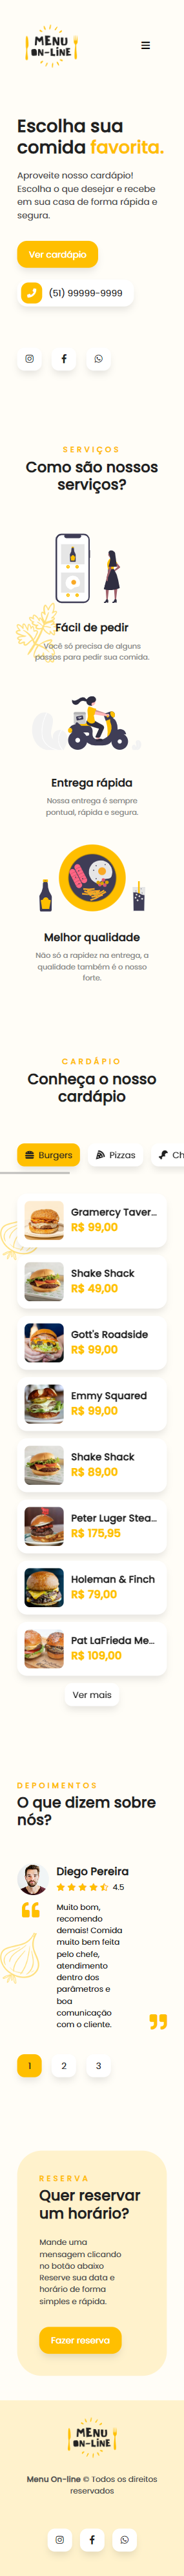 MENU
ON-LINE
Escolha sua
comida favorita.
Aproveite nosso cardápio!
Escolha o que desejar e recebe
em sua casa de forma rápida e
segura.
Ver cardápio
(51) 99999-9999
SERVIÇOS
Como são nossos
serviços?
Fácil de pedir
Você só precisa de alguns
passos para pedir sua comida.
Entrega rápida
Nossa entrega é sempre
pontual, rápida e segura.
Melhor qualidade
Não só a rapidez na entrega, a
qualidade também é o nosso
forte.
CARDÁPIO
Conheça o nosso
cardápio
Burgers
Pizzas
Ch
Gramercy Taver...
R$ 99,00
Shake Shack
R$ 49,00
Gott's Roadside
R$ 99,00
Emmy Squared
R$ 99,00
Shake Shack
R$ 89,00
Peter Luger Stea...
R$ 175,95
Holeman & Finch
R$ 79,00
Pat LaFrieda Me...
R$ 109,00
Ver mais
DEPOIMENTOS
O que dizem sobre
nós?
Diego Pereira
4.5
Muito bom,
recomendo
demais! Comida
muito bem feita
pelo chefe,
atendimento
dentro dos
parâmetros e
boa
comunicação
com o cliente.
1
2
3
RESERVA
Quer reservar
um horário?
Mande uma
mensagem clicando
no botão abaixo
Reserve sua data e
horário de forma
simples e rápida.
Fazer reserva
MENU
ON-LINE
Menu On-line © Todos os direitos
reservados